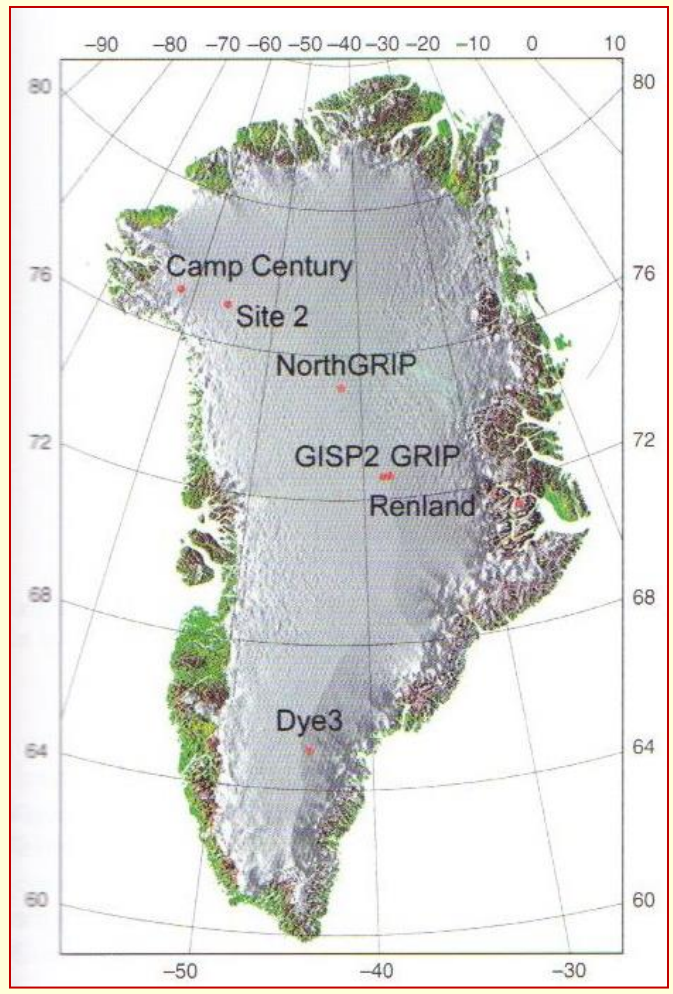 −90 −80 −70 −60 −50 −40 −30 −20 −10 0 10
80 80
76 76
Camp Century
Site 2
NorthGRIP
72 72
GISP2 GRIP
Renland
68 68
Dye3
64 64
60 60
−50 −40 −30